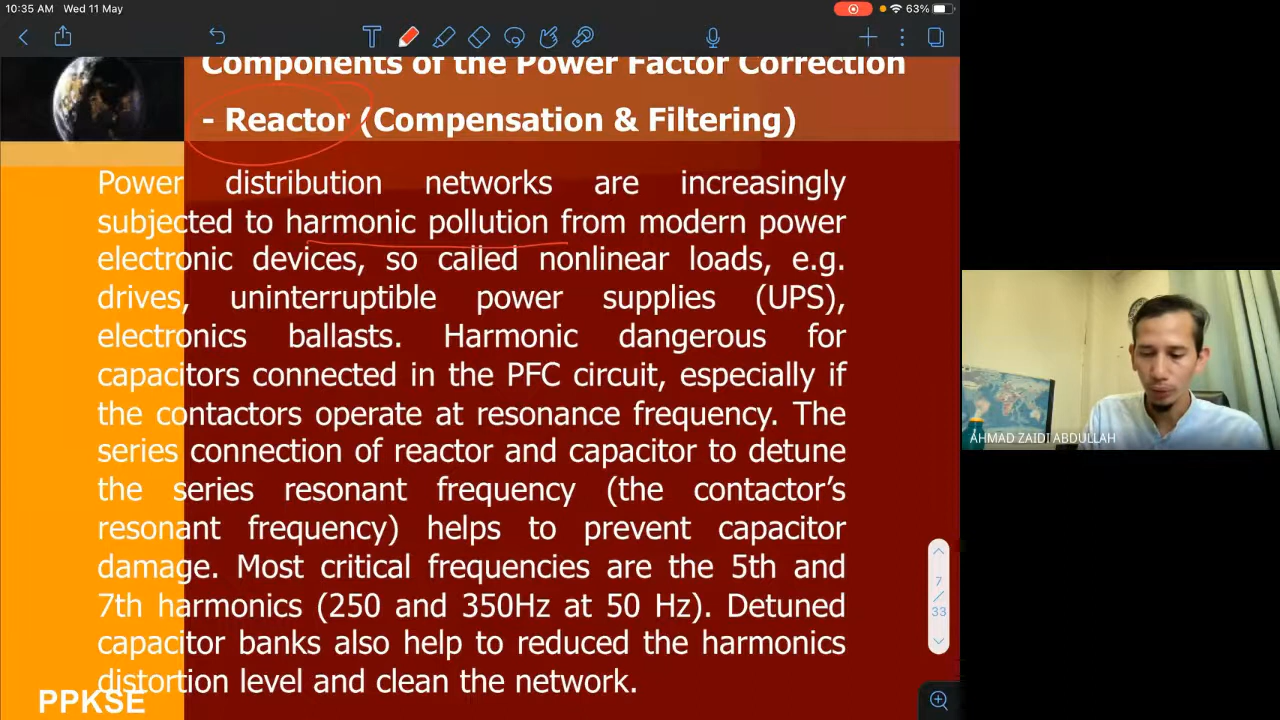 10:35 AM Wed 11 May
63%
Components of the Power Factor Correction
- Reactor (Compensation & Filtering)
Power distribution networks are increasingly
subjected to harmonic pollution from modern power
electronic devices, so called nonlinear loads, e.g.
drives, uninterruptible power supplies (UPS),
electronics ballasts. Harmonic dangerous for
capacitors connected in the PFC circuit, especially if
the contactors operate at resonance frequency. The
series connection of reactor and capacitor to detune
the series resonant frequency (the contactor's
resonant frequency) helps to prevent capacitor
damage. Most critical frequencies are the 5th and
7th harmonics (250 and 350Hz at 50 Hz). Detuned
capacitor banks also help to reduced the harmonics
distortion level and clean the network.
PPKSE
7
/
33
AHMAD ZAIDI ABDULLAH